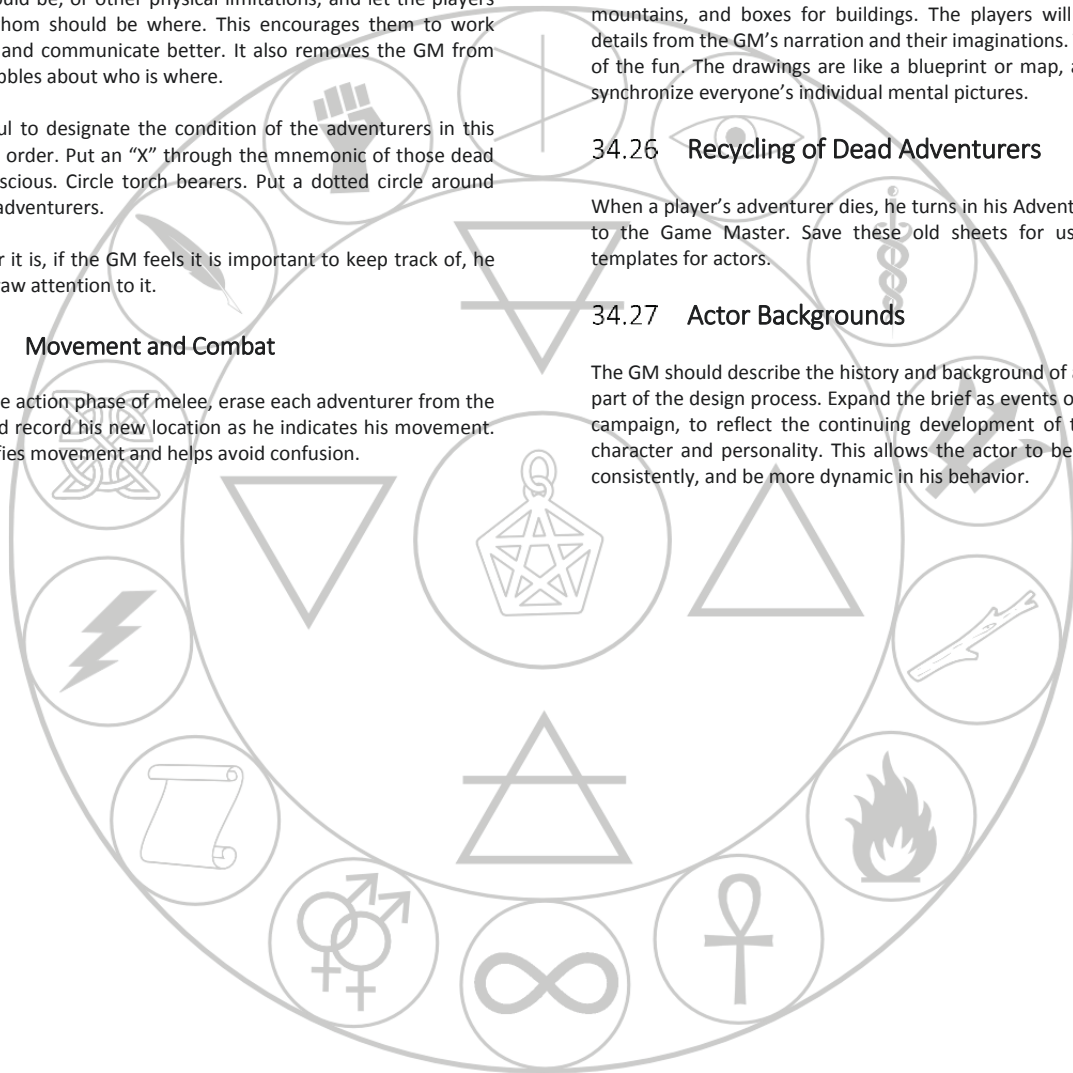 ould be, or other physical limitations, and let the players
hom should be where. This encourages them to work
and communicate better. It also removes the GM from
bbles about who is where.
ul to designate the condition of the adventurers in this
order. Put an “X” through the mnemonic of those dead
scious. Circle torch bearers. Put a dotted circle around
adventurers.
r it is, if the GM feels it is important to keep track of, he
raw attention to it.
Movement and Combat
e action phase of melee, erase each adventurer from the
d record his new location as he indicates his movement.
fies movement and helps avoid confusion.
mountains, and boxes for buildings. The players will
details from the GM’s narration and their imaginations.
of the fun. The drawings are like a blueprint or map, a
synchronize everyone’s individual mental pictures.
34.26 Recycling of Dead Adventurers
When a player’s adventurer dies, he turns in his Advent
to the Game Master. Save these old sheets for us
templates for actors.
34.27 Actor Backgrounds
The GM should describe the history and background of a
part of the design process. Expand the brief as events o
campaign, to reflect the continuing development of t
character and personality. This allows the actor to be
consistently, and be more dynamic in his behavior.